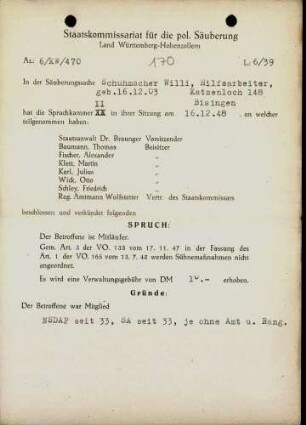 Staatskommissariat für die pol. Säuberung
Land Württemberg-Hohenzollern
Az: 6/KW/470 170 L 6/39
In der Säuberungssache Schuhmacher Willi, Hilfsarbeiter,
geb.16.12.03 Katzenloch 148
II Bisingen
hat die Spruchkammer XX in ihrer Sitzung am 16.12.48 , an welcher
teilgenommen haben:
Staatsanwalt Dr. Beranger Vorsitzender
Baumann, Thomas Beisitzer
Fischer, Alexander "
Klett, Martin "
Karl, Julius "
Wick, Otto "
Schley, Friedrich "
Reg. Amtmann Wolfstetter Vertr. des Staatskommissars
beschlossen und verkündet folgenden
SPRUCH:
Der Betroffene ist Mitläufer.
Gem. Art. 3 der VO. 133 vom 17. 11. 47 in der Fassung des
Art. 1 der VO. 165 vom 13. 7. 48 werden Sühnemaßnahmen nicht
angeordnet.
Es wird eine Verwaltungsgebühr von DM .- erhoben.
Gründe:
Der Betroffene war Mitglied
NSDAP seit 33, SA seit 33, je ohne Amt u. Rang.